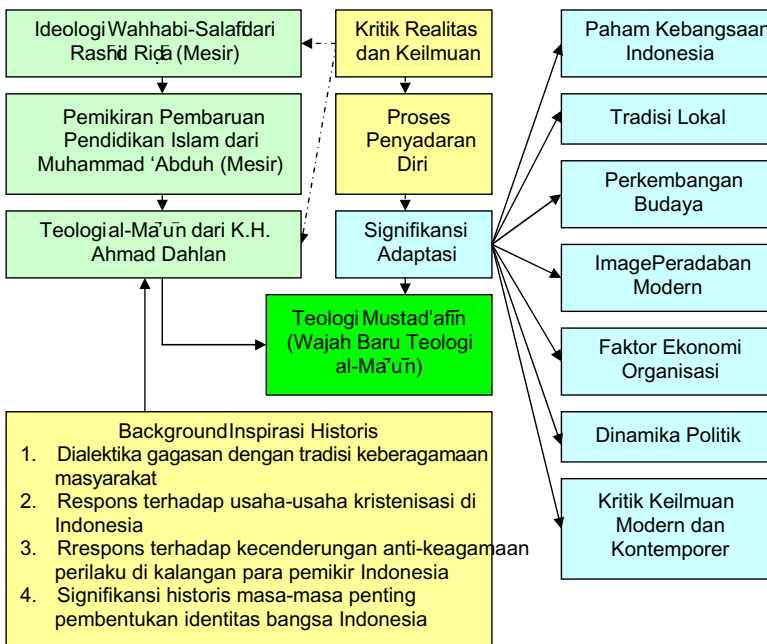 Ideologi Wahhabi-Salafi dari
Rashīd Riḍa (Mesir)
Pemikiran Pembaruan
Pendidikan Islam dari
Muhammad ‘Abduh (Mesir)
Teologi al-Ma’ūn dari K.H.
Ahmad Dahlan
Kritik Realitas
dan Keilmuan
Proses
Penyadaran
Diri
Signifikansi
Adaptasi
Teologi Mustad’afīn
(Wajah Baru Teologi
al-Ma’ūn)
Background Inspirasi Historis
1. Dialektika gagasan dengan tradisi keberagamaan
masyarakat
2. Respons terhadap usaha-usaha kristenisasi di
Indonesia
3. Rrespons terhadap kecenderungan anti-keagamaan
perilaku di kalangan para pemikir Indonesia
4. Signifikansi historis masa-masa penting
pembentukan identitas bangsa Indonesia
Paham Kebangsaan
Indonesia
Tradisi Lokal
Perkembangan
Budaya
Image Peradaban
Modern
Faktor Ekonomi
Organisasi
Dinamika Politik
Kritik Keilmuan
Modern dan
Kontemporer